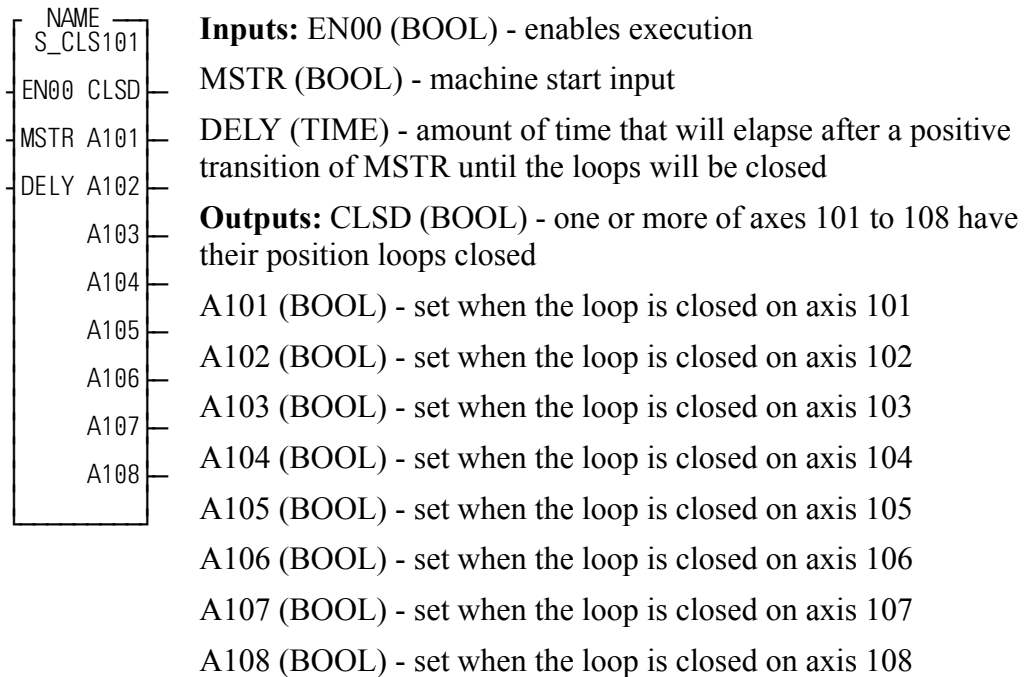 NAME
S_CLS101
EN00 CLSD
MSTR A101
DELY A102
A103
A104
A105
A106
A107
A108
Inputs: EN00 (BOOL) - enables execution
MSTR (BOOL) - machine start input
DELY (TIME) - amount of time that will elapse after a positive
transition of MSTR until the loops will be closed
Outputs: CLSD (BOOL) - one or more of axes 101 to 108 have
their position loops closed
A101 (BOOL) - set when the loop is closed on axis 101
A102 (BOOL) - set when the loop is closed on axis 102
A103 (BOOL) - set when the loop is closed on axis 103
A104 (BOOL) - set when the loop is closed on axis 104
A105 (BOOL) - set when the loop is closed on axis 105
A106 (BOOL) - set when the loop is closed on axis 106
A107 (BOOL) - set when the loop is closed on axis 107
A108 (BOOL) - set when the loop is closed on axis 108